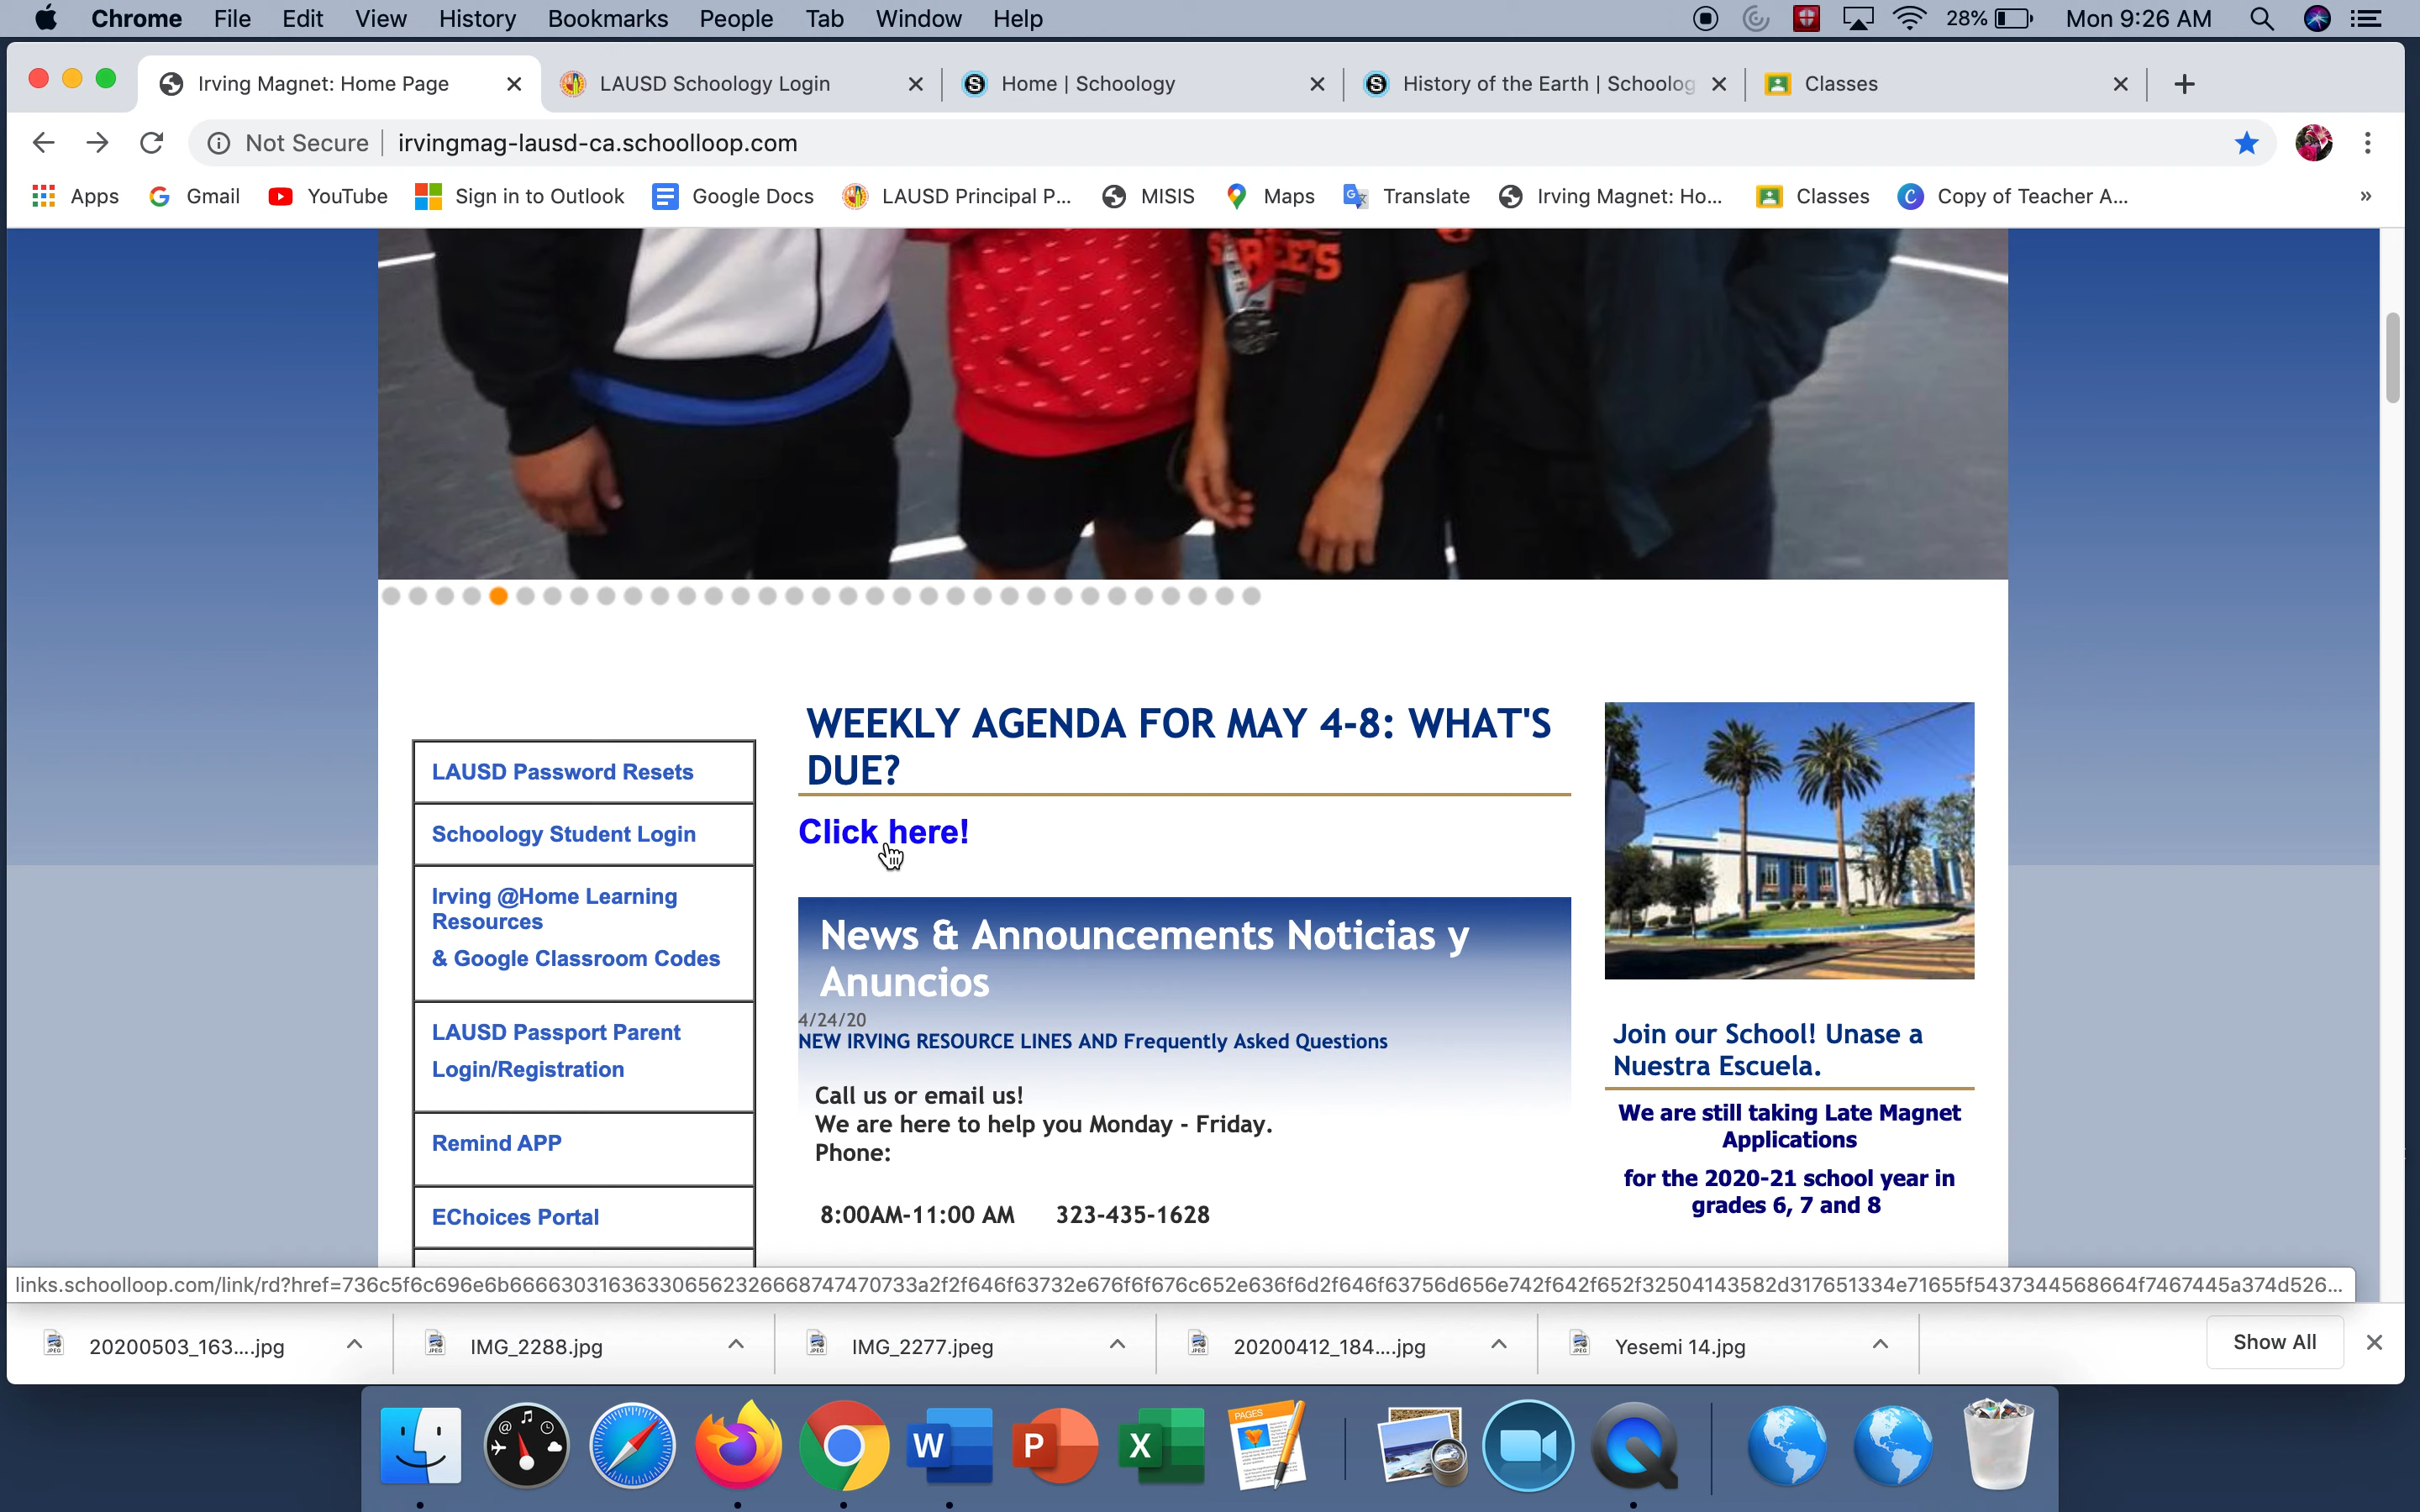 Chrome File Edit View History Bookmarks People Tab Window Help 28% Mon 9:26 AM
Irving Magnet: Home Page LAUSD Schoology Login Home | Schoology History of the Earth | Schoolog Classes
Not Secure irvingmag-lausd-ca.schoolloop.com
Apps Gmail YouTube Sign in to Outlook Google Docs LAUSD Principal P... MISIS Maps Translate Irving Magnet: Ho... Classes Copy of Teacher A... »
LAUSD Password Resets
Schoology Student Login
Irving @Home Learning
Resources
& Google Classroom Codes
LAUSD Passport Parent
Login/Registration
Remind APP
EChoices Portal
WEEKLY AGENDA FOR MAY 4-8: WHAT'S
DUE?
Click here!
News & Announcements Noticias y
Anuncios
4/24/20
NEW IRVING RESOURCE LINES AND Frequently Asked Questions
Call us or email us!
We are here to help you Monday - Friday.
Phone:
8:00AM-11:00 AM 323-435-1628
Join our School! Unase a
Nuestra Escuela.
We are still taking Late Magnet
Applications
for the 2020-21 school year in
grades 6, 7 and 8
20200503_163....jpg IMG_2288.jpg IMG_2277.jpeg 20200412_184....jpg Yesemi 14.jpg Show All
W P X PAGES